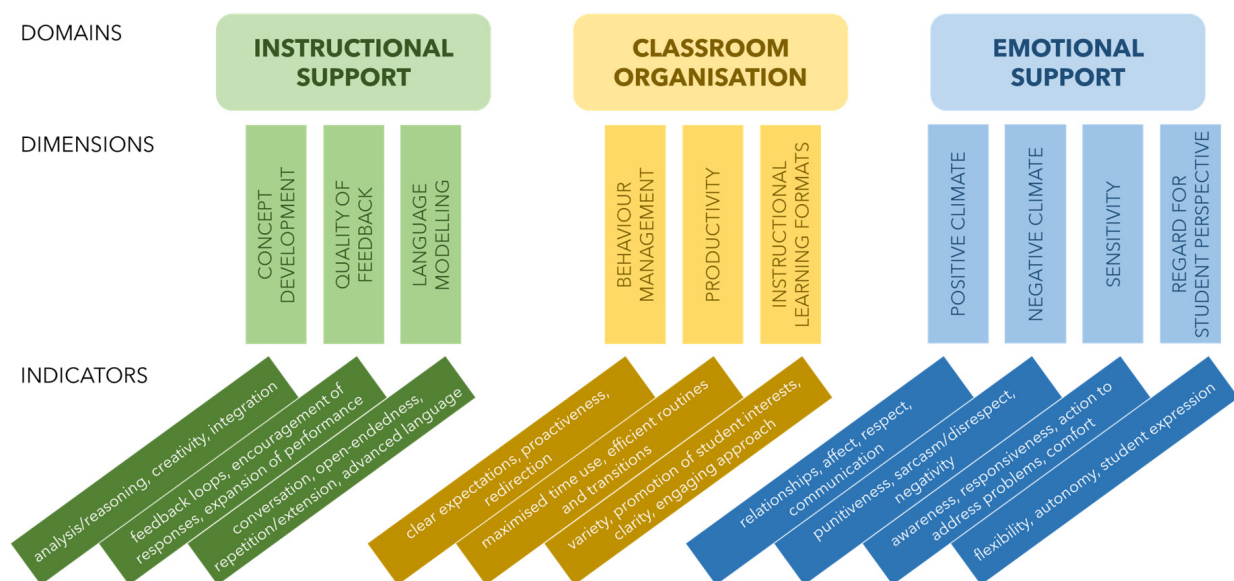 DOMAINS
INSTRUCTIONAL
SUPPORT
CLASSROOM
ORGANISATION
EMOTIONAL
SUPPORT
DIMENSIONS
CONCEPT
DEVELOPMENT
QUALITY OF
FEEDBACK
LANGUAGE
MODELLING
BEHAVIOUR
MANAGEMENT
PRODUCTIVITY
INSTRUCTIONAL
LEARNING FORMATS
POSITIVE CLIMATE
NEGATIVE CLIMATE
SENSITIVITY
REGARD FOR
STUDENT PERSPECTIVE
INDICATORS
analysis/reasoning, creativity, integration
feedback loops, encouragement of
responses, expansion of performance
conversation, open-endedness,
repetition/extension, advanced language
clear expectations, proactiveness,
redirection
maximised time use, efficient routines
and transitions
variety, promotion of student interests,
clarity, engaging approach
relationships, affect, respect,
communication
punitiveness, sarcasm/disrespect,
negativity
awareness, responsiveness, action to
address problems, comfort
flexibility, autonomy, student expression